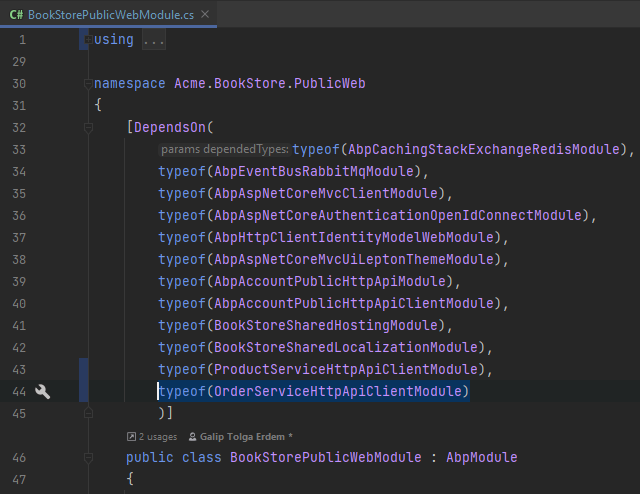 C# BookStorePublicWebModule.cs ×
1 using ...
29
30 namespace Acme.BookStore.PublicWeb
31 {
32 [DependsOn(
33 params dependedTypes: typeof(AbpCachingStackExchangeRedisModule),
34 typeof(AbpEventBusRabbitMqModule),
35 typeof(AbpAspNetCoreMvcClientModule),
36 typeof(AbpAspNetCoreAuthenticationOpenIdConnectModule),
37 typeof(AbpHttpClientIdentityModelWebModule),
38 typeof(AbpAspNetCoreMvcUiLeptonThemeModule),
39 typeof(AbpAccountPublicHttpApiModule),
40 typeof(AbpAccountPublicHttpApiClientModule),
41 typeof(BookStoreSharedHostingModule),
42 typeof(BookStoreSharedLocalizationModule),
43 typeof(ProductServiceHttpApiClientModule),
44 typeof(OrderServiceHttpApiClientModule)
45 )]
2 usages Galip Tolga Erdem *
46 public class BookStorePublicWebModule : AbpModule
47 {